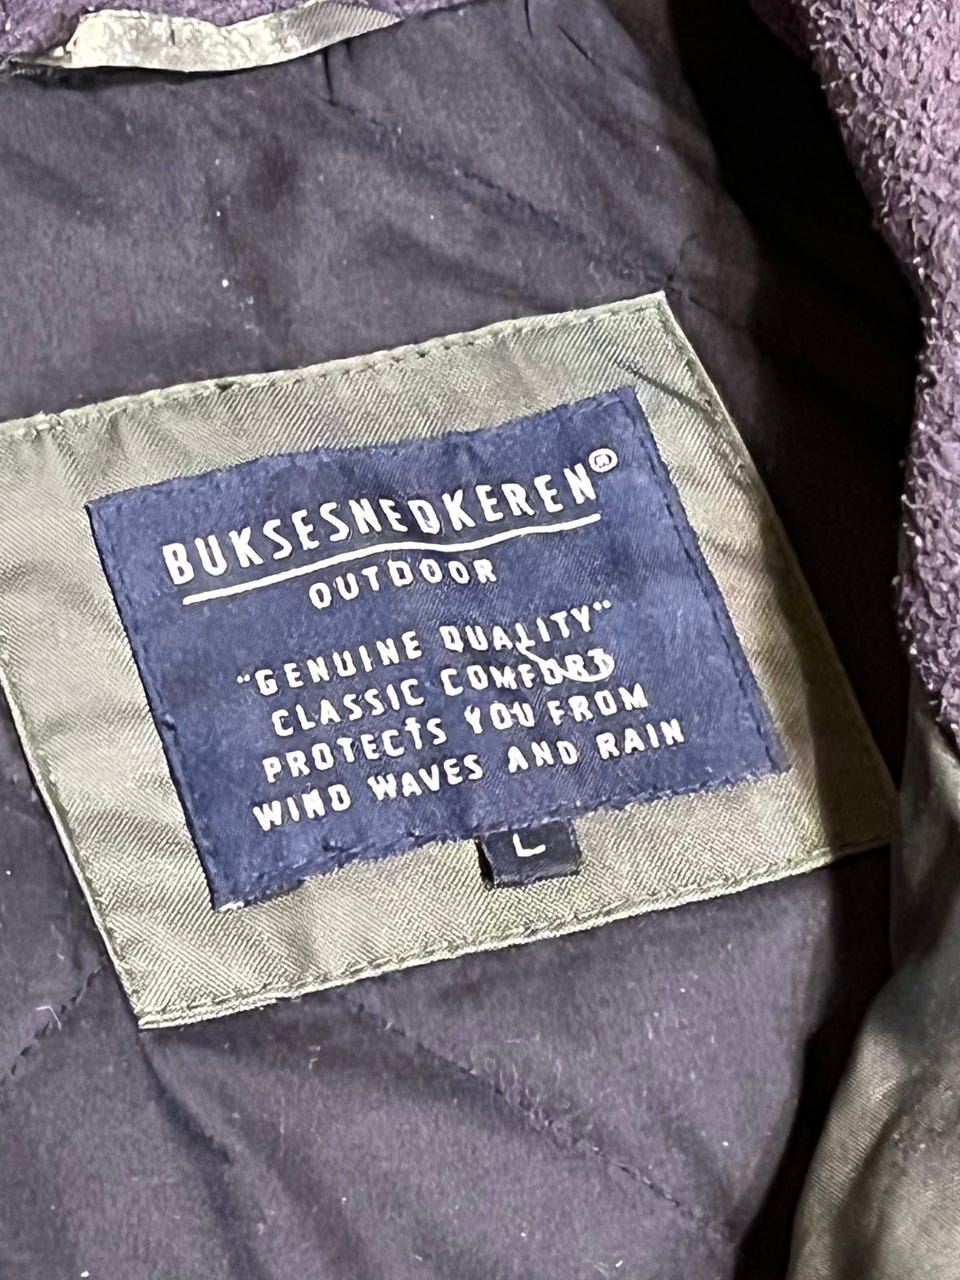 BUKSESNEDKEREN®
OUTDOOR
"GENUINE QUALITY"
CLASSIC COMFORT
PROTECTS YOU FROM
WIND WAVES AND RAIN
L